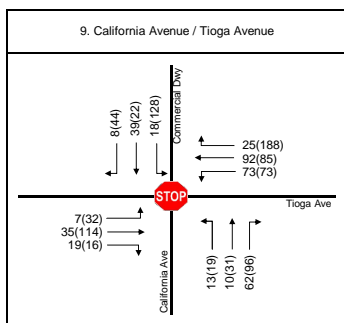 9. California Avenue / Tioga Avenue
8(44)
39(22)
18(128)
Commercial Dwy
25(188)
92(85)
73(73)
STOP
Tioga Ave
7(32)
35(114)
19(16)
California Ave
13(19)
10(31)
62(96)